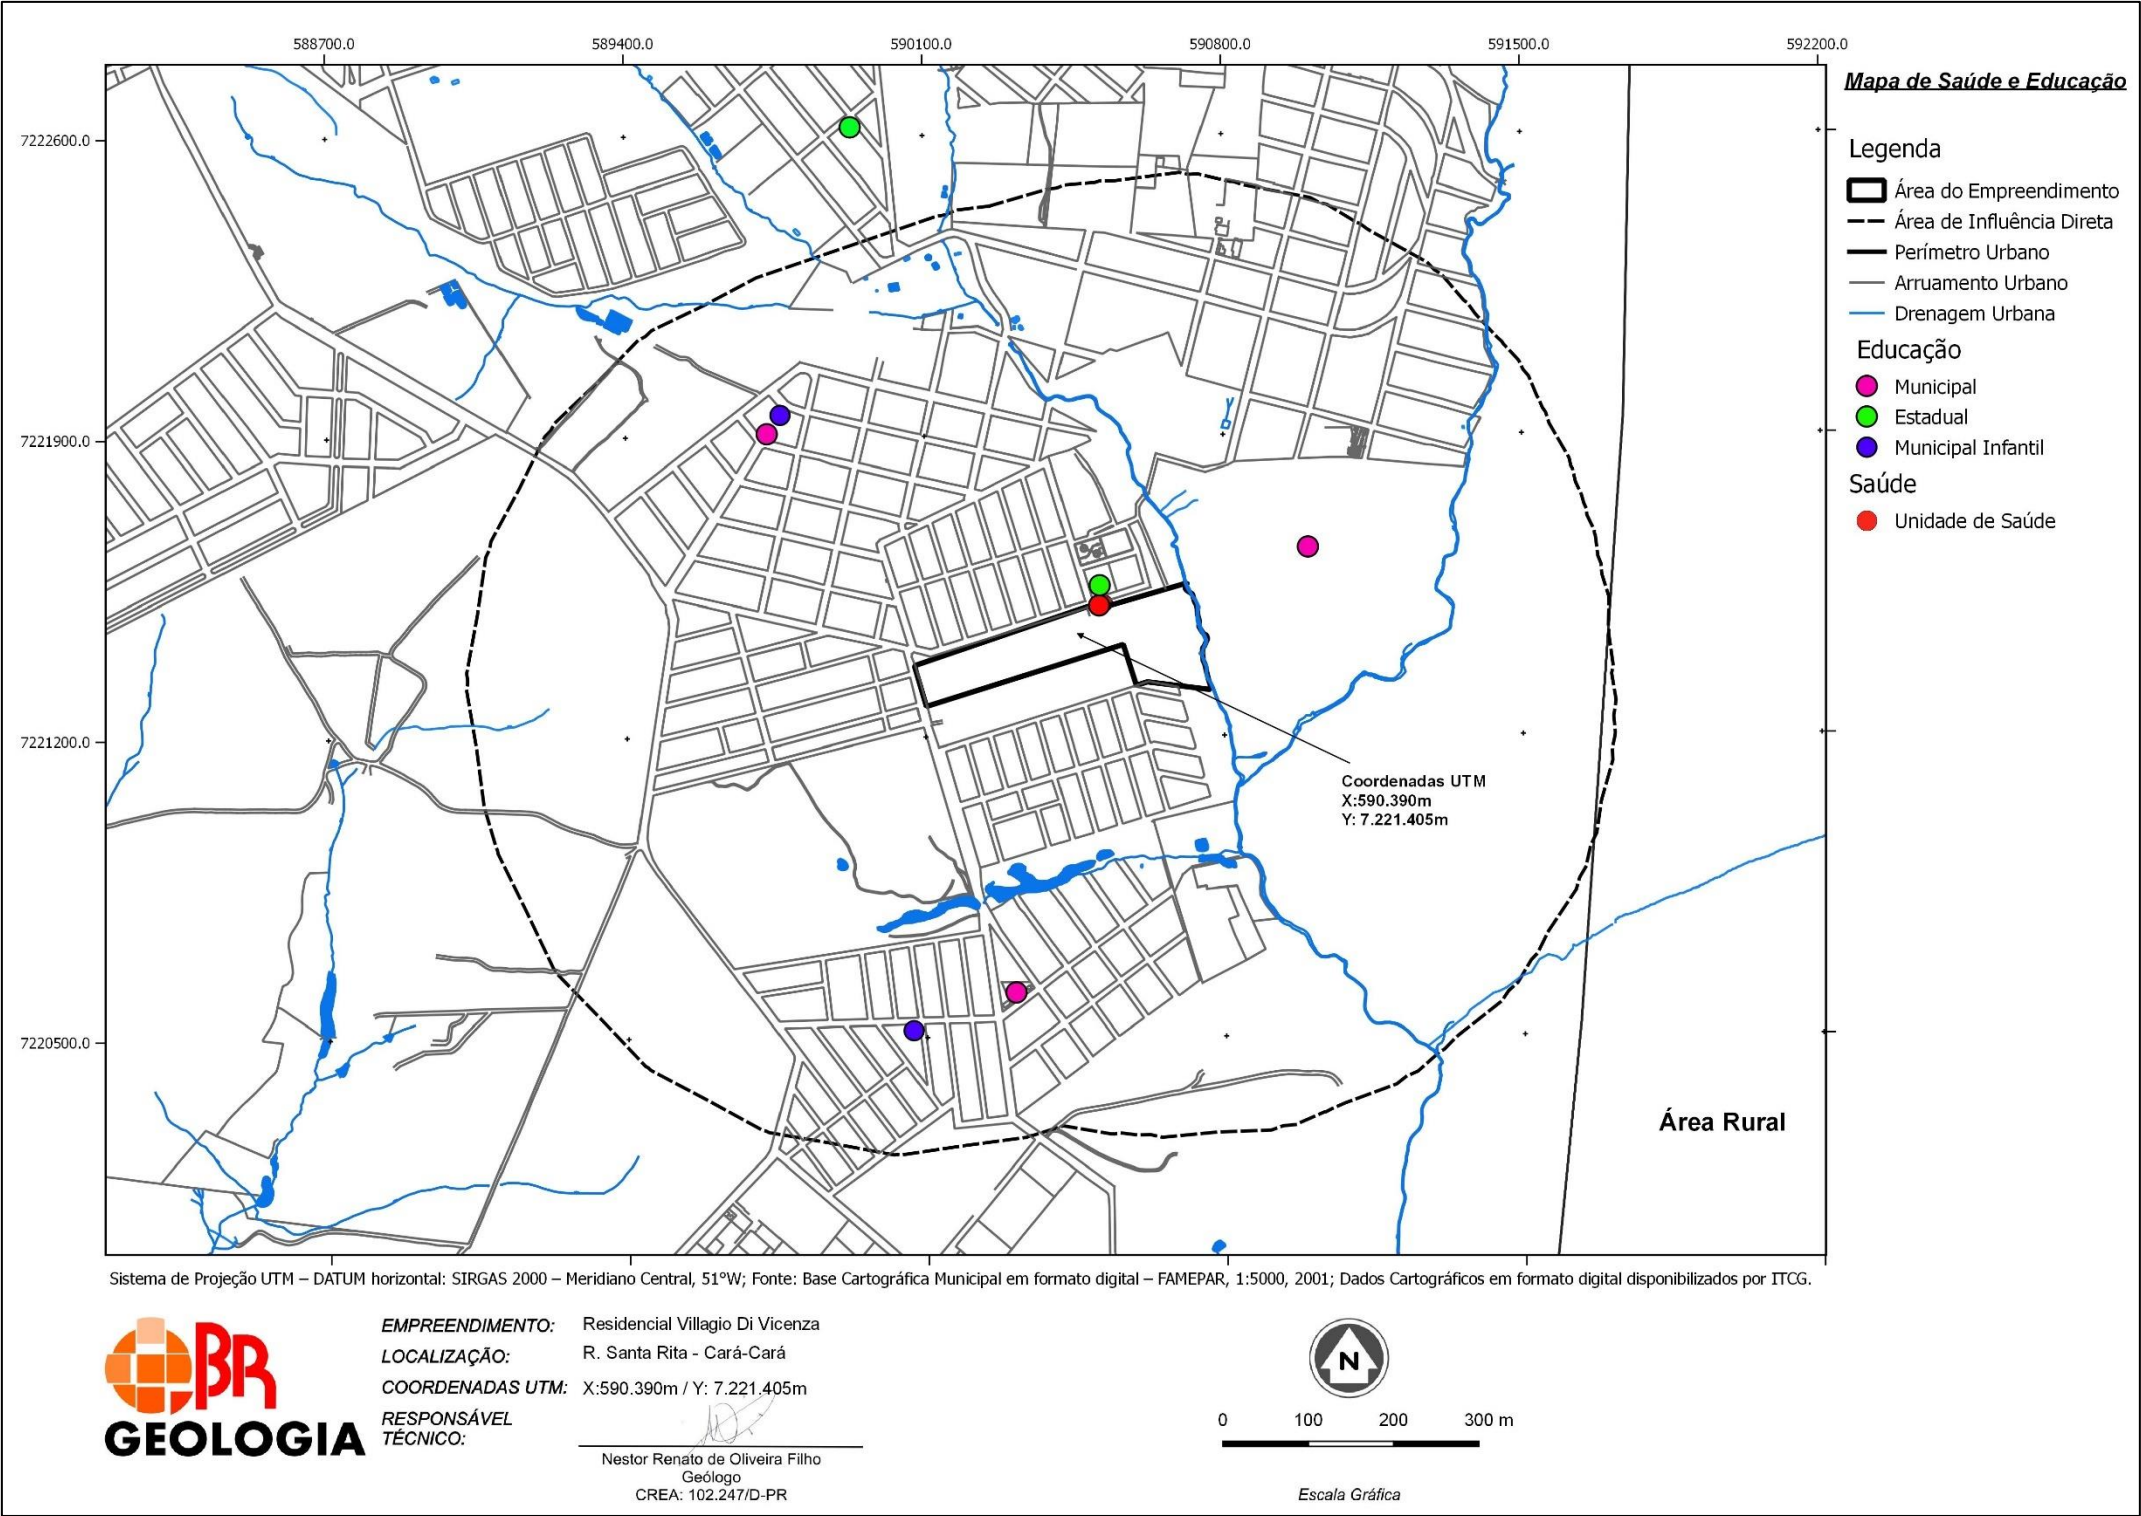 588700.0 589400.0 590100.0 590800.0 591500.0 592200.0
7222600.0
7221900.0
7221200.0
7220500.0
Mapa de Saúde e Educação
Legenda
Área do Empreendimento
Área de Influência Direta
Perímetro Urbano
Arruamento Urbano
Drenagem Urbana
Educação
Municipal
Estadual
Municipal Infantil
Saúde
Unidade de Saúde
Coordenadas UTM
X:590.390m
Y: 7.221.405m
Área Rural
Sistema de Projeção UTM – DATUM horizontal: SIRGAS 2000 – Meridiano Central, 51ºW; Fonte: Base Cartográfica Municipal em formato digital – FAMEPAR, 1:5000, 2001; Dados Cartográficos em formato digital disponibilizados por ITCG.
BR
GEOLOGIA
EMPREENDIMENTO: Residencial Villagio Di Vicenza
LOCALIZAÇÃO: R. Santa Rita - Cará-Cará
COORDENADAS UTM: X:590.390m / Y: 7.221.405m
RESPONSÁVEL
TÉCNICO:
Nestor Renato de Oliveira Filho
Geólogo
CREA: 102.247/D-PR
N
0 100 200 300 m
Escala Gráfica